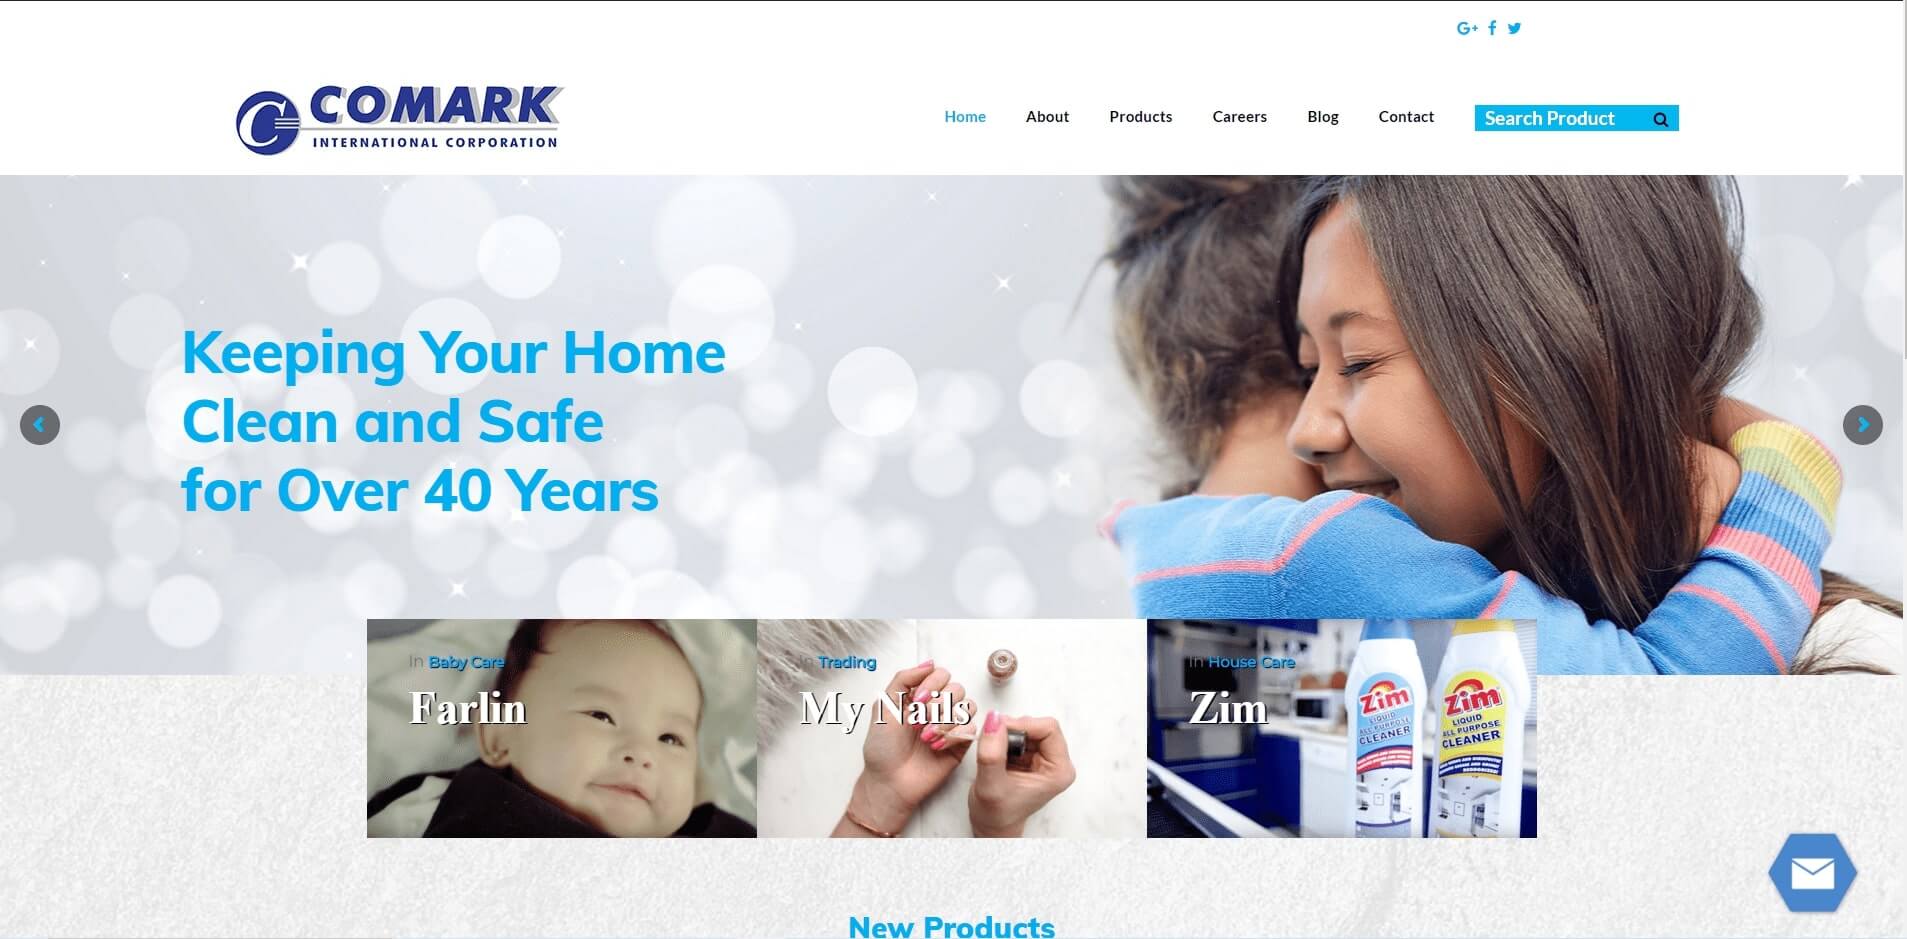 G+
COMARK
INTERNATIONAL CORPORATION
Home About Products Careers Blog Contact Search Product
Keeping Your Home
Clean and Safe
for Over 40 Years
In Baby Care
Farlin
In Trading
My Nails
In House Care
Zim
Zim
LIQUID
ALL PURPOSE
CLEANER
Zim
LIQUID
ALL PURPOSE
CLEANER
New Products